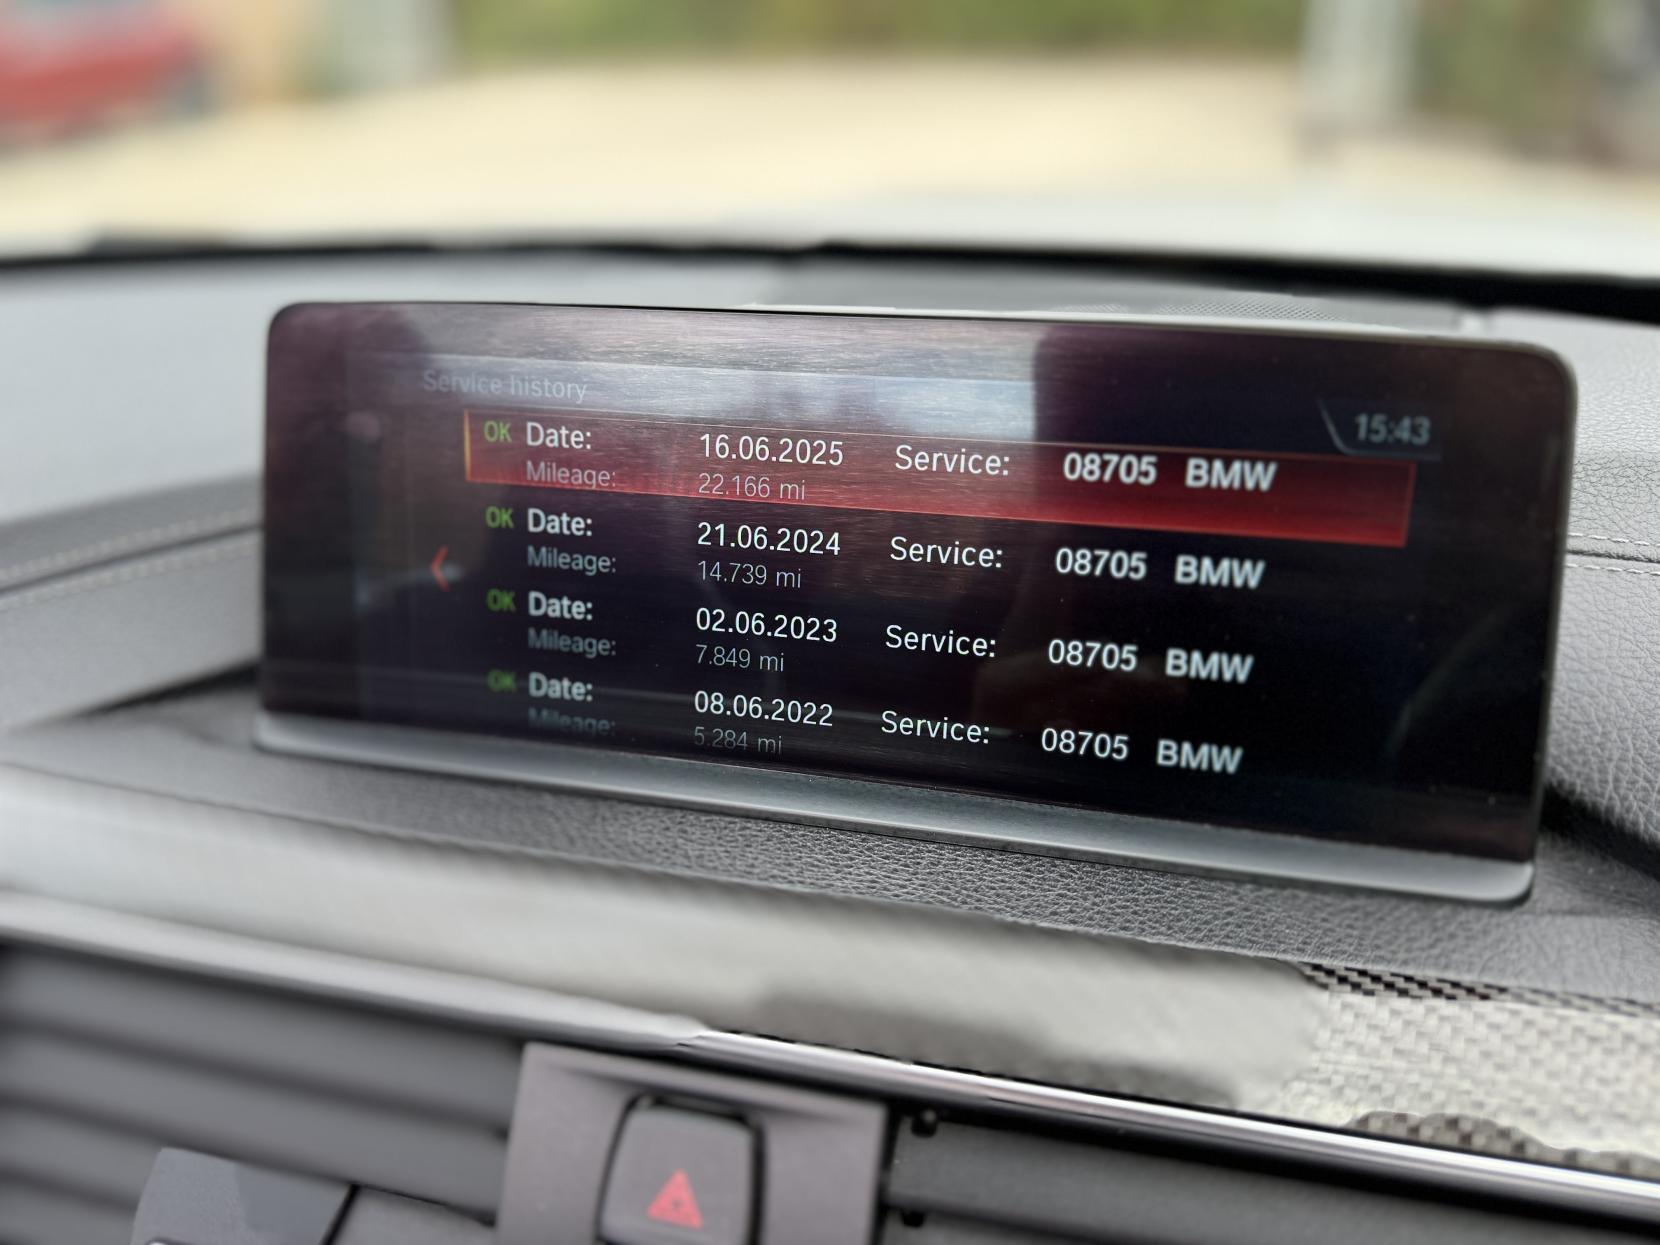 Service history
15:43
OK Date: 16.06.2025 Service: 08705 BMW
Mileage: 22.166 mi
OK Date: 21.06.2024 Service: 08705 BMW
Mileage: 14.739 mi
OK Date: 02.06.2023 Service: 08705 BMW
Mileage: 7.849 mi
OK Date: 08.06.2022 Service: 08705 BMW
Mileage: 5.284 mi